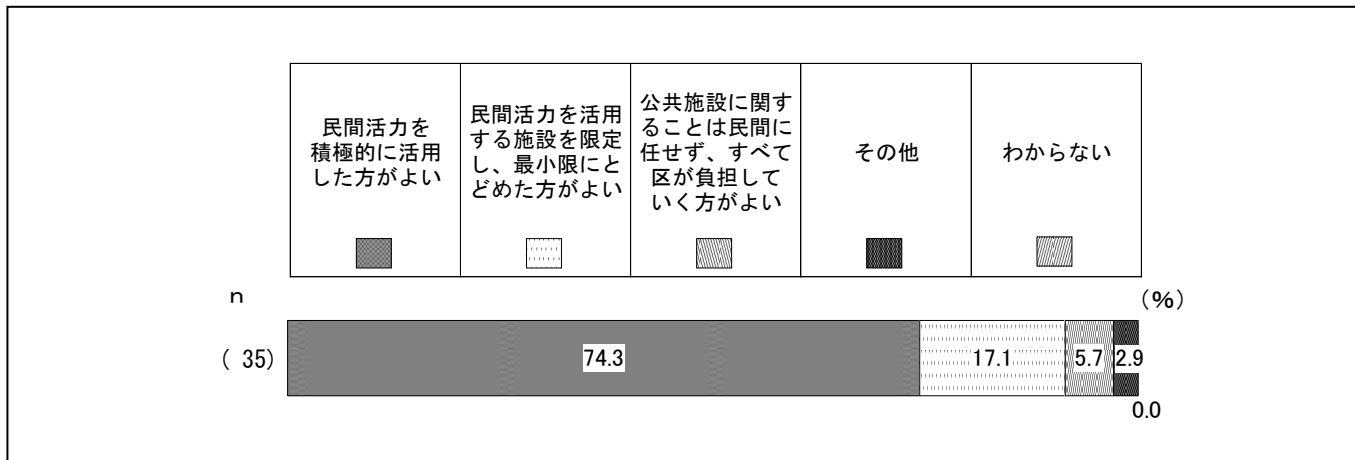 民間活力を
積極的に活用
した方がよい
民間活力を活用
する施設を限定
し、最小限にと
どめた方がよい
公共施設に関す
ることは民間に
任せず、すべて
区が負担して
いく方がよい
その他
わからない
n
(%)
( 35)
74.3
17.1
5.7
2.9
0.0